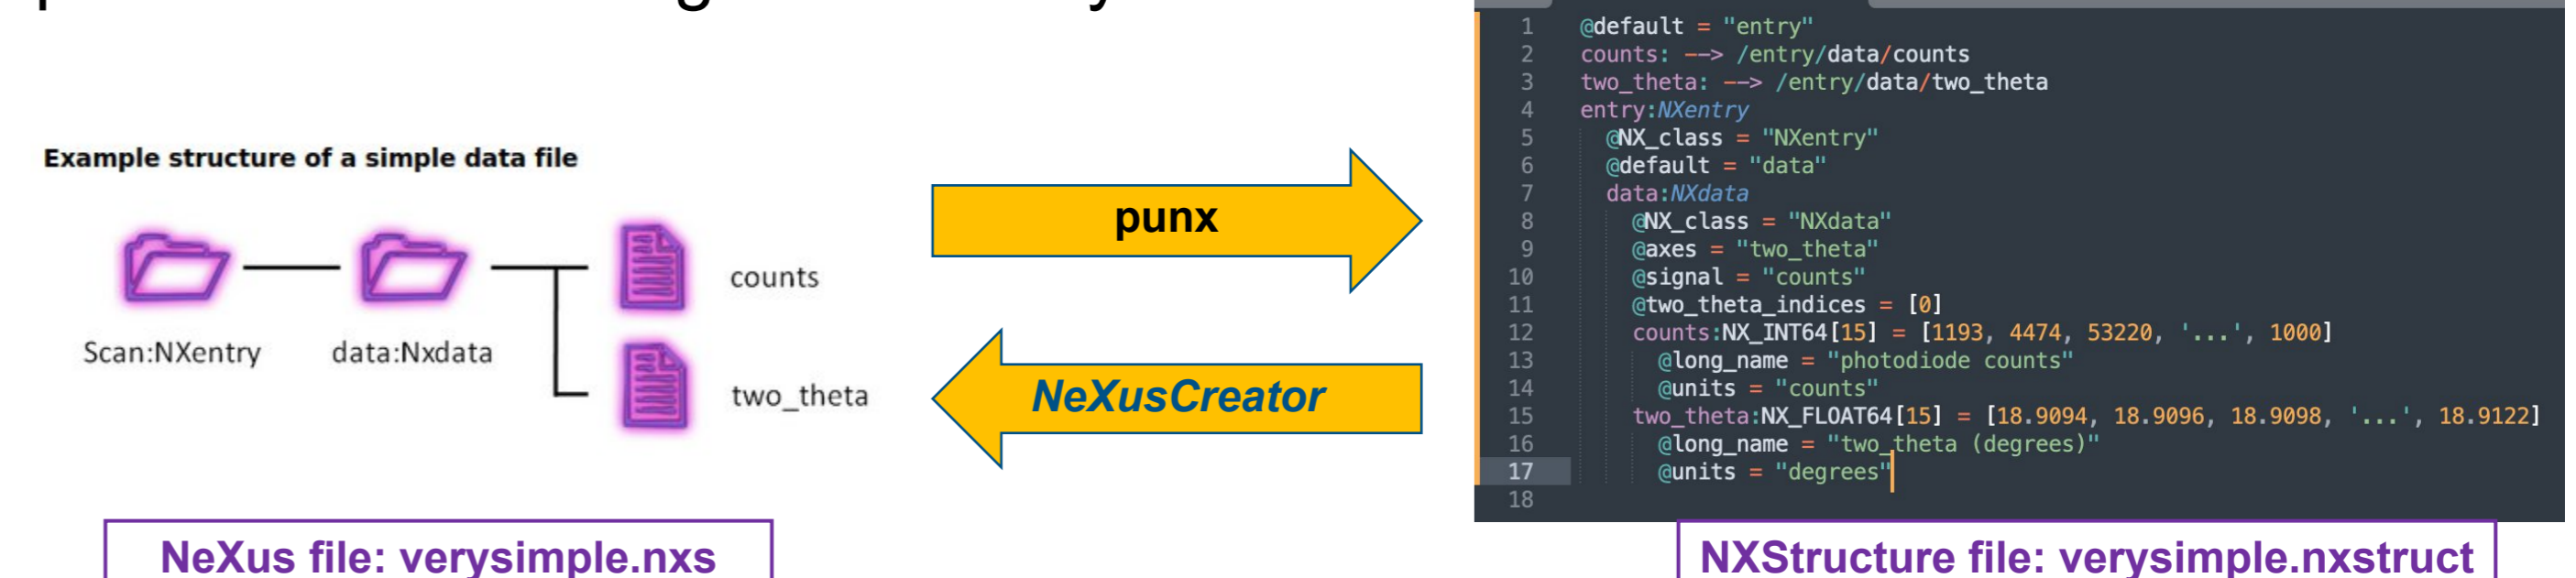 Example structure of a simple data file
counts
Scan:NXentry
data:Nxdata
two_theta
NeXus file: verysimple.nxs
punx
NeXusCreator
1 @default = "entry"
2 counts: --> /entry/data/counts
3 two_theta: --> /entry/data/two_theta
4 entry:NXentry
5 @NX_class = "NXentry"
6 @default = "data"
7 data:NXdata
8 @NX_class = "NXdata"
9 @axes = "two_theta"
10 @signal = "counts"
11 @two_theta_indices = [0]
12 counts:NX_INT64[15] = [1193, 4474, 53220, '...', 1000]
13 @long_name = "photodiode counts"
14 @units = "counts"
15 two_theta:NX_FLOAT64[15] = [18.9094, 18.9096, 18.9098, '...', 18.9122]
16 @long_name = "two_theta (degrees)"
17 @units = "degrees"
18
NXStructure file: verysimple.nxstruct